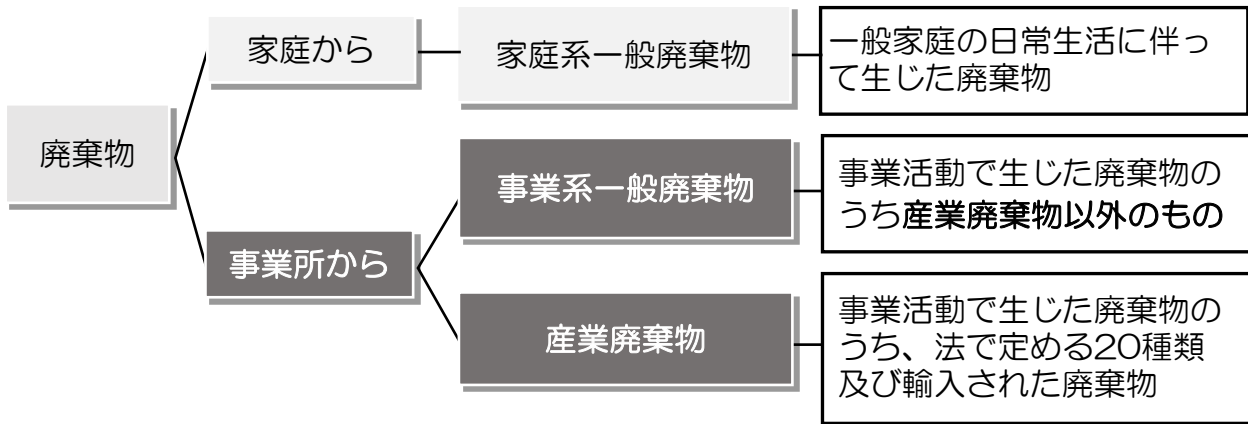 廃棄物
家庭から
家庭系一般廃棄物
一般家庭の日常生活に伴っ
て生じた廃棄物
事業所から
事業系一般廃棄物
事業活動で生じた廃棄物の
うち産業廃棄物以外のもの
産業廃棄物
事業活動で生じた廃棄物の
うち、法で定める20種類
及び輸入された廃棄物